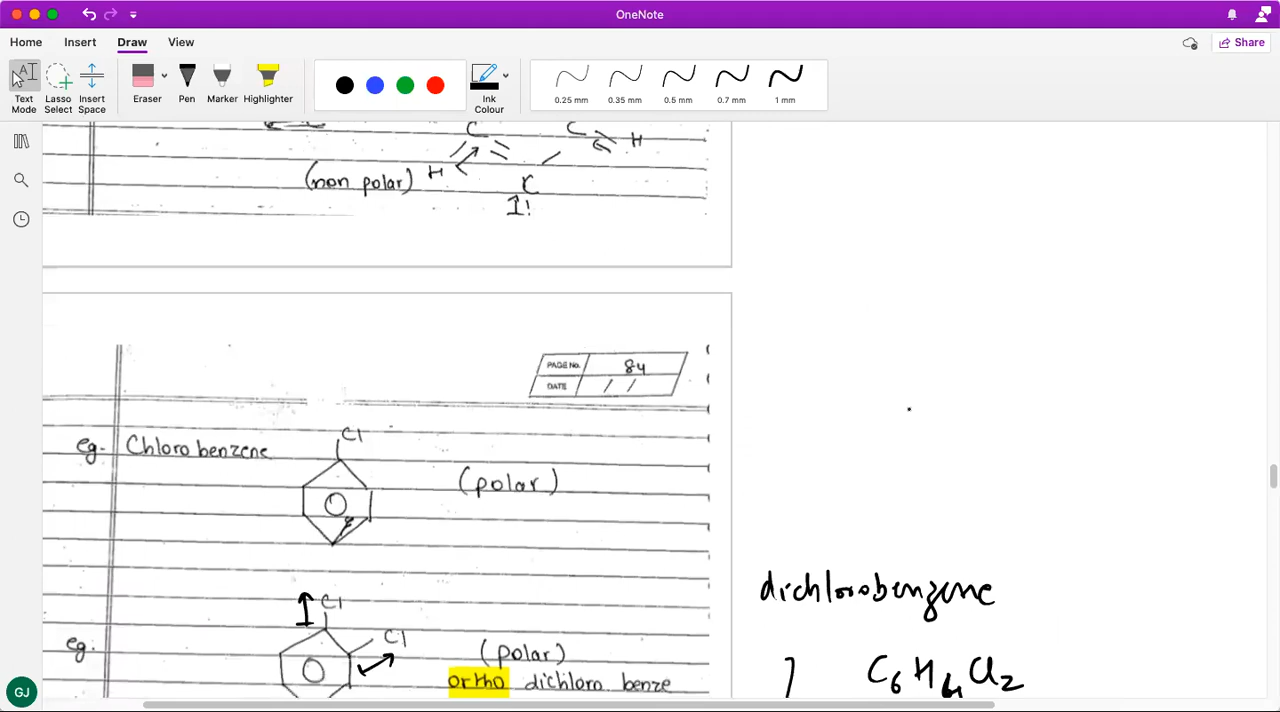 OneNote
Home Insert Draw View
Share
Text Mode
Lasso Select
Insert Space
Eraser
Pen
Marker
Highlighter
Ink Colour
0.25 mm
0.35 mm
0.5 mm
0.7 mm
1 mm
C C
H H
(non polar)
C
PAGE No. 84
DATE / /
Cl
eg. Chlorobenzene
(polar)
dichlorobenzene
Cl
Cl
eg.
(polar)
ortho dichloro benze
C6H4Cl2
GJ